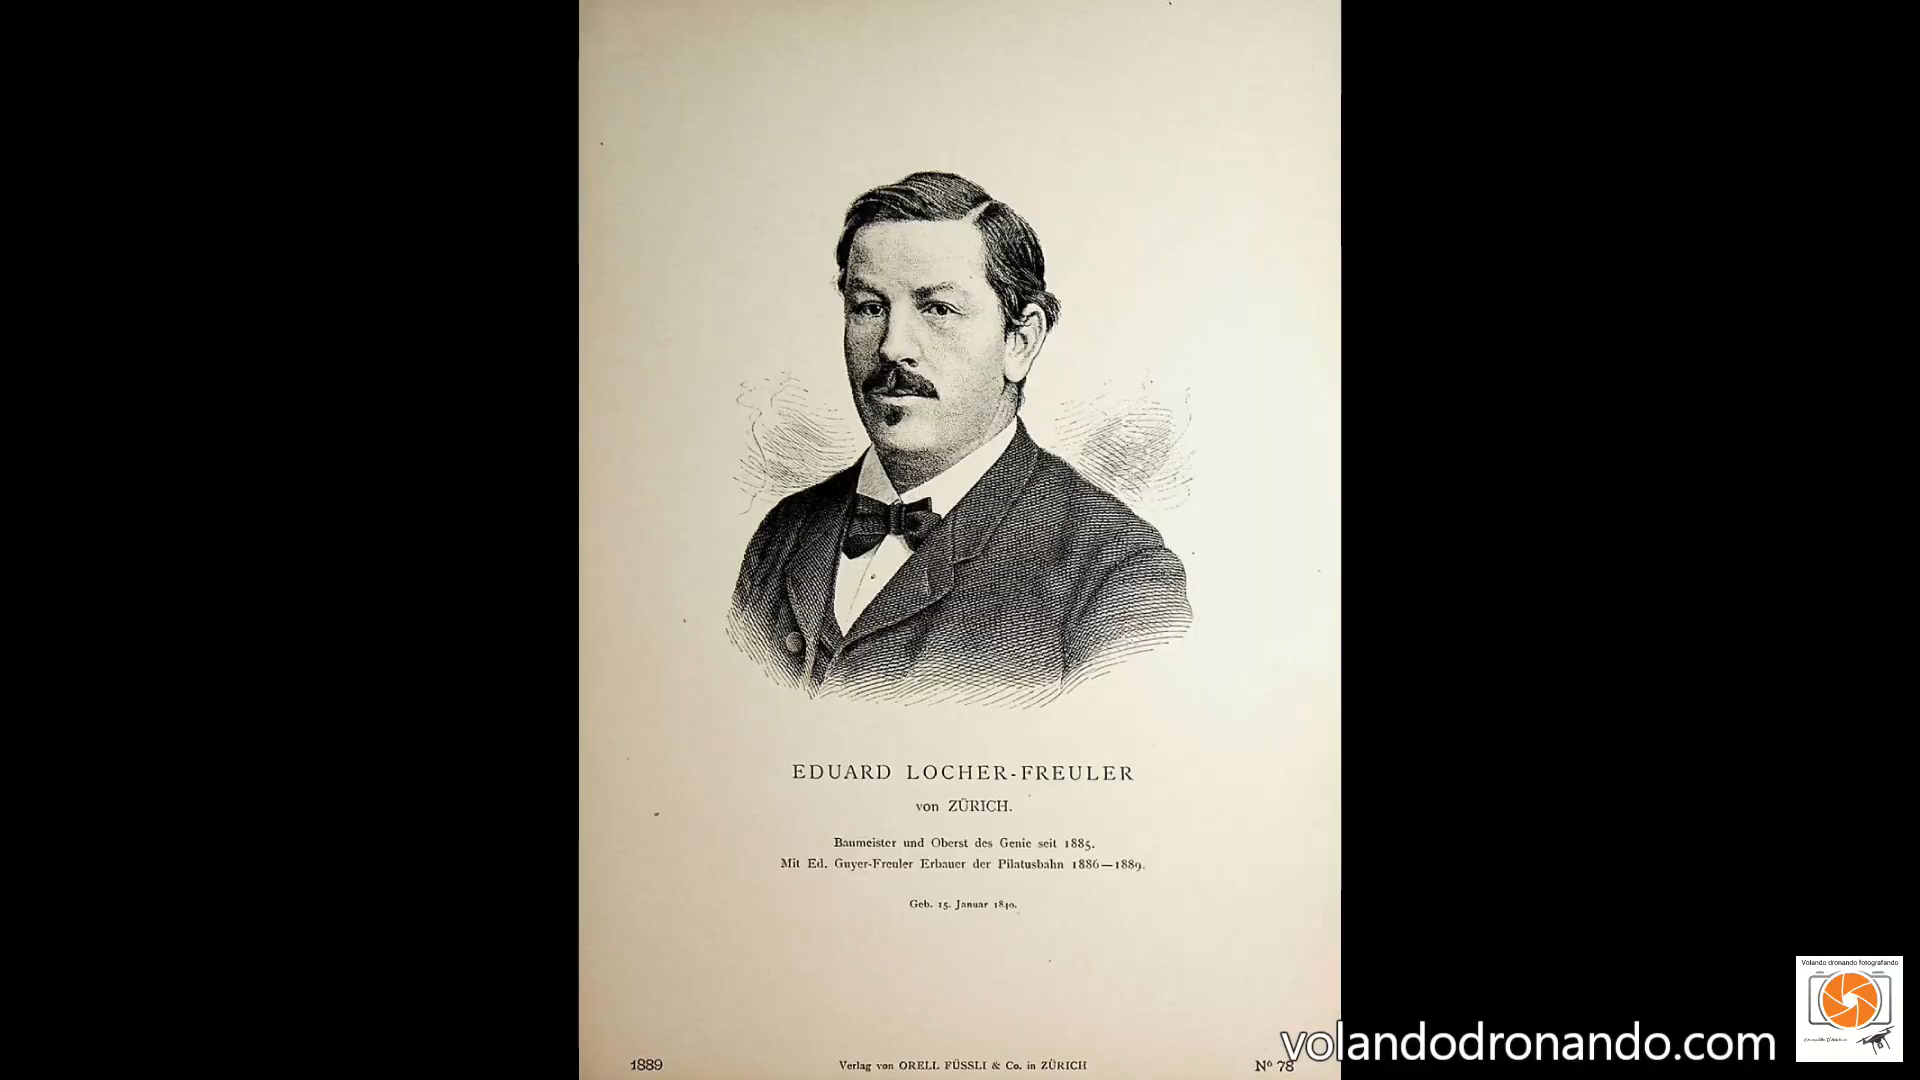 EDUARD LOCHER-FREULER
von ZÜRICH.
Baumeister und Oberst des Genie seit 1885.
Mit Ed. Guyer-Freuler Erbauer der Pilatusbahn 1886—1889.
Geb. 15. Januar 1840.
1889
Verlag von ORELL FÜSSLI & Co. in ZÜRICH
Nº 78
volandodronando.com
Volando dronando fotografando